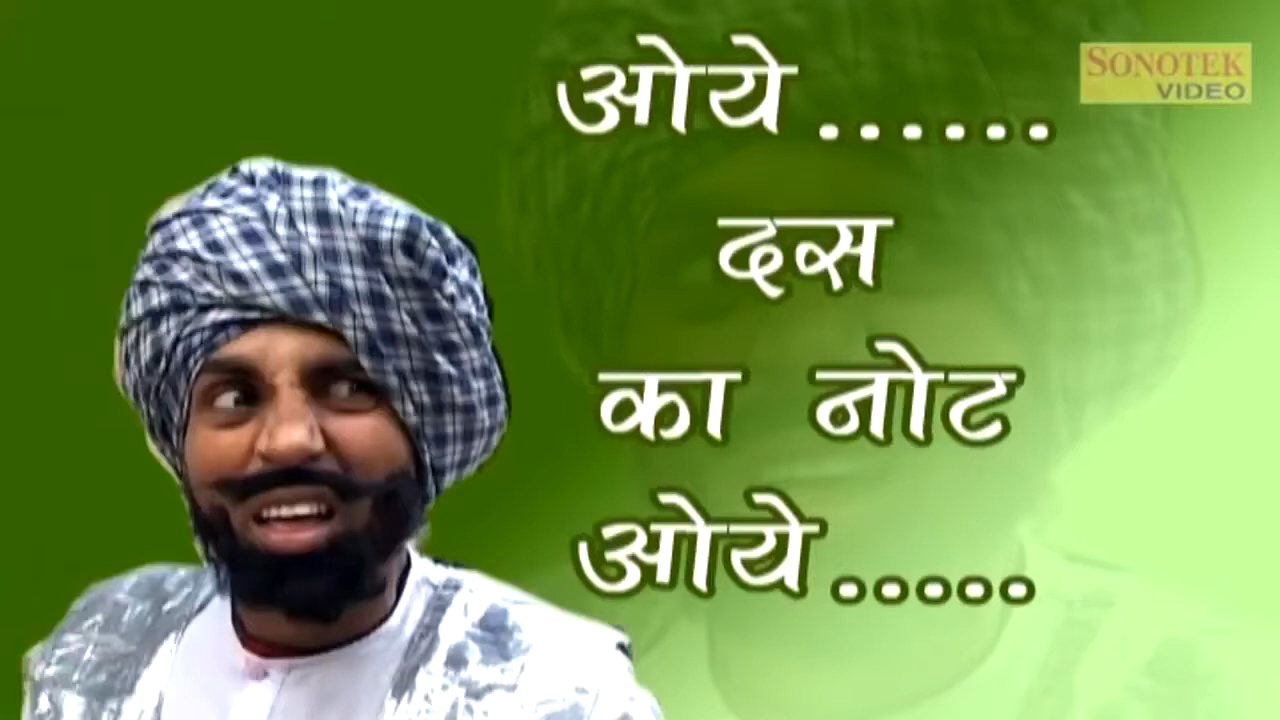 ओये ......
SONOTEK
VIDEO
दस
का नोट
ओये .....